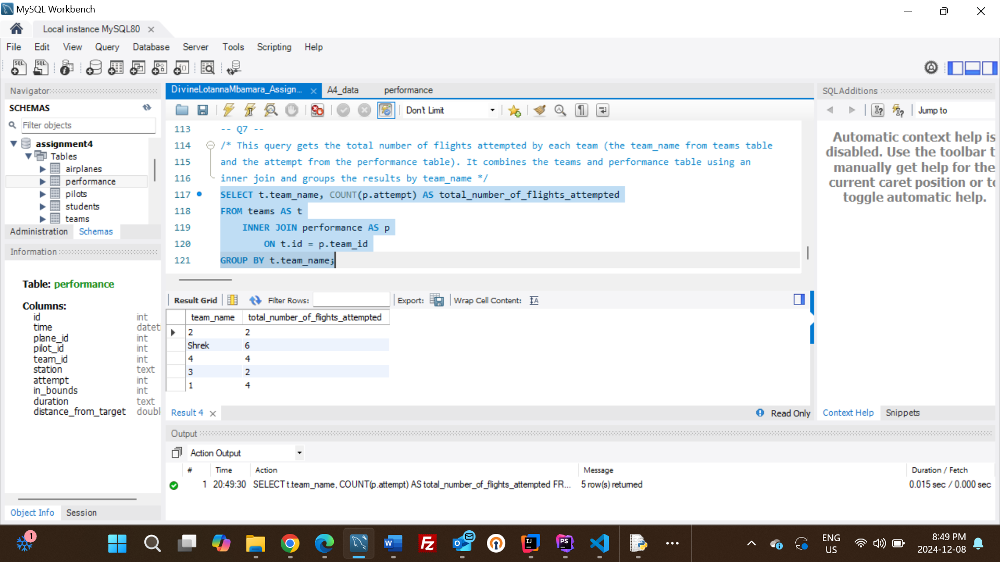 MySQL Workbench
Local instance MySQL80
File Edit View Query Database Server Tools Scripting Help
Navigator
SCHEMAS
Filter objects
assignment4
Tables
airplanes
performance
pilots
students
teams
Administration Schemas
Information
Table: performance
Columns:
id int
time datet
plane_id int
pilot_id int
team_id int
station text
attempt int
in_bounds int
duration text
distance_from_target doubl
Object Info Session
DivineLotannaMbamara_Assign... A4_data performance
Don't Limit
113 -- Q7 --
114 /* This query gets the total number of flights attempted by each team (the team_name from teams table
115 and the attempt from the performance table). It combines the teams and performance table using an
116 inner join and groups the results by team_name */
117 SELECT t.team_name, COUNT(p.attempt) AS total_number_of_flights_attempted
118 FROM teams AS t
119 INNER JOIN performance AS p
120 ON t.id = p.team_id
121 GROUP BY t.team_name;
Result Grid Filter Rows: Export: Wrap Cell Content:
team_name total_number_of_flights_attempted
2 2
Shrek 6
4 4
3 2
1 4
Result 4 Read Only
SQLAdditions
Jump to
Automatic context help is
disabled. Use the toolbar t
manually get help for the
current caret position or to
toggle automatic help.
Context Help Snippets
Output
Action Output
# Time Action Message Duration / Fetch
1 20:49:30 SELECT t.team_name, COUNT(p.attempt) AS total_number_of_flights_attempted FR... 5 row(s) returned 0.015 sec / 0.000 sec
1
ENG
US
8:49 PM
2024-12-08